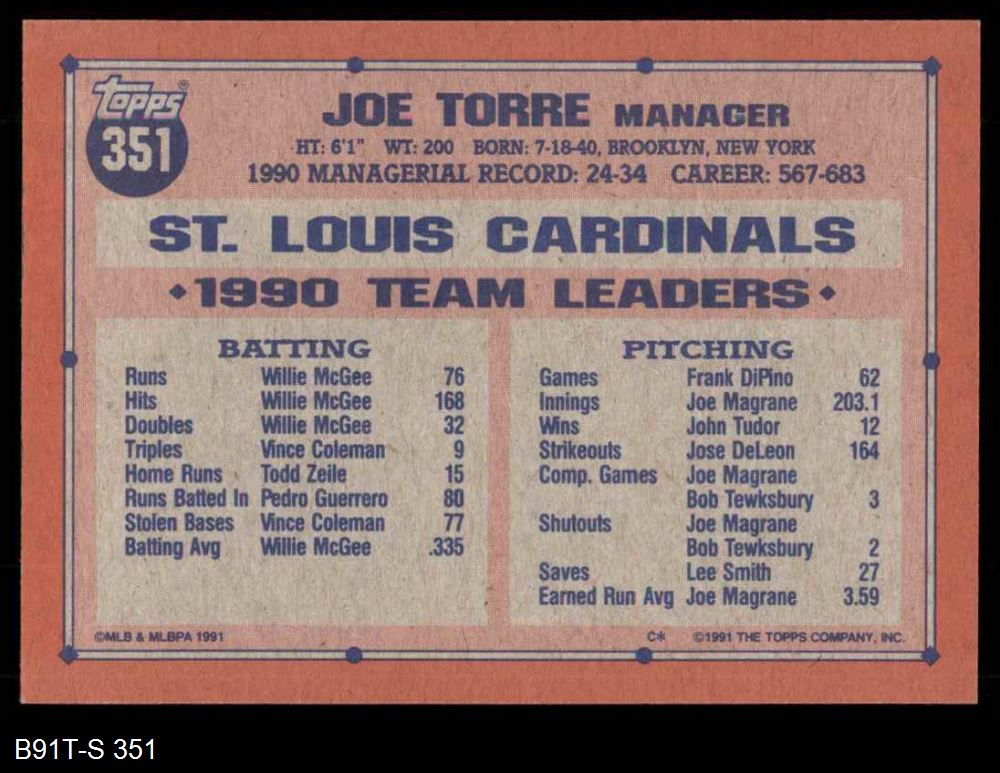 topps®
351
JOE TORRE MANAGER
HT: 6'1" WT: 200 BORN: 7-18-40, BROOKLYN, NEW YORK
1990 MANAGERIAL RECORD: 24-34 CAREER: 567-683
ST. LOUIS CARDINALS
◆1990 TEAM LEADERS◆
BATTING
Runs Willie McGee 76
Hits Willie McGee 168
Doubles Willie McGee 32
Triples Vince Coleman 9
Home Runs Todd Zeile 15
Runs Batted In Pedro Guerrero 80
Stolen Bases Vince Coleman 77
Batting Avg Willie McGee .335
PITCHING
Games Frank DiPino 62
Innings Joe Magrane 203.1
Wins John Tudor 12
Strikeouts Jose DeLeon 164
Comp. Games Joe Magrane
Bob Tewksbury 3
Shutouts Joe Magrane
Bob Tewksbury 2
Saves Lee Smith 27
Earned Run Avg Joe Magrane 3.59
©MLB & MLBPA 1991
C* ©1991 THE TOPPS COMPANY, INC.
B91T-S 351